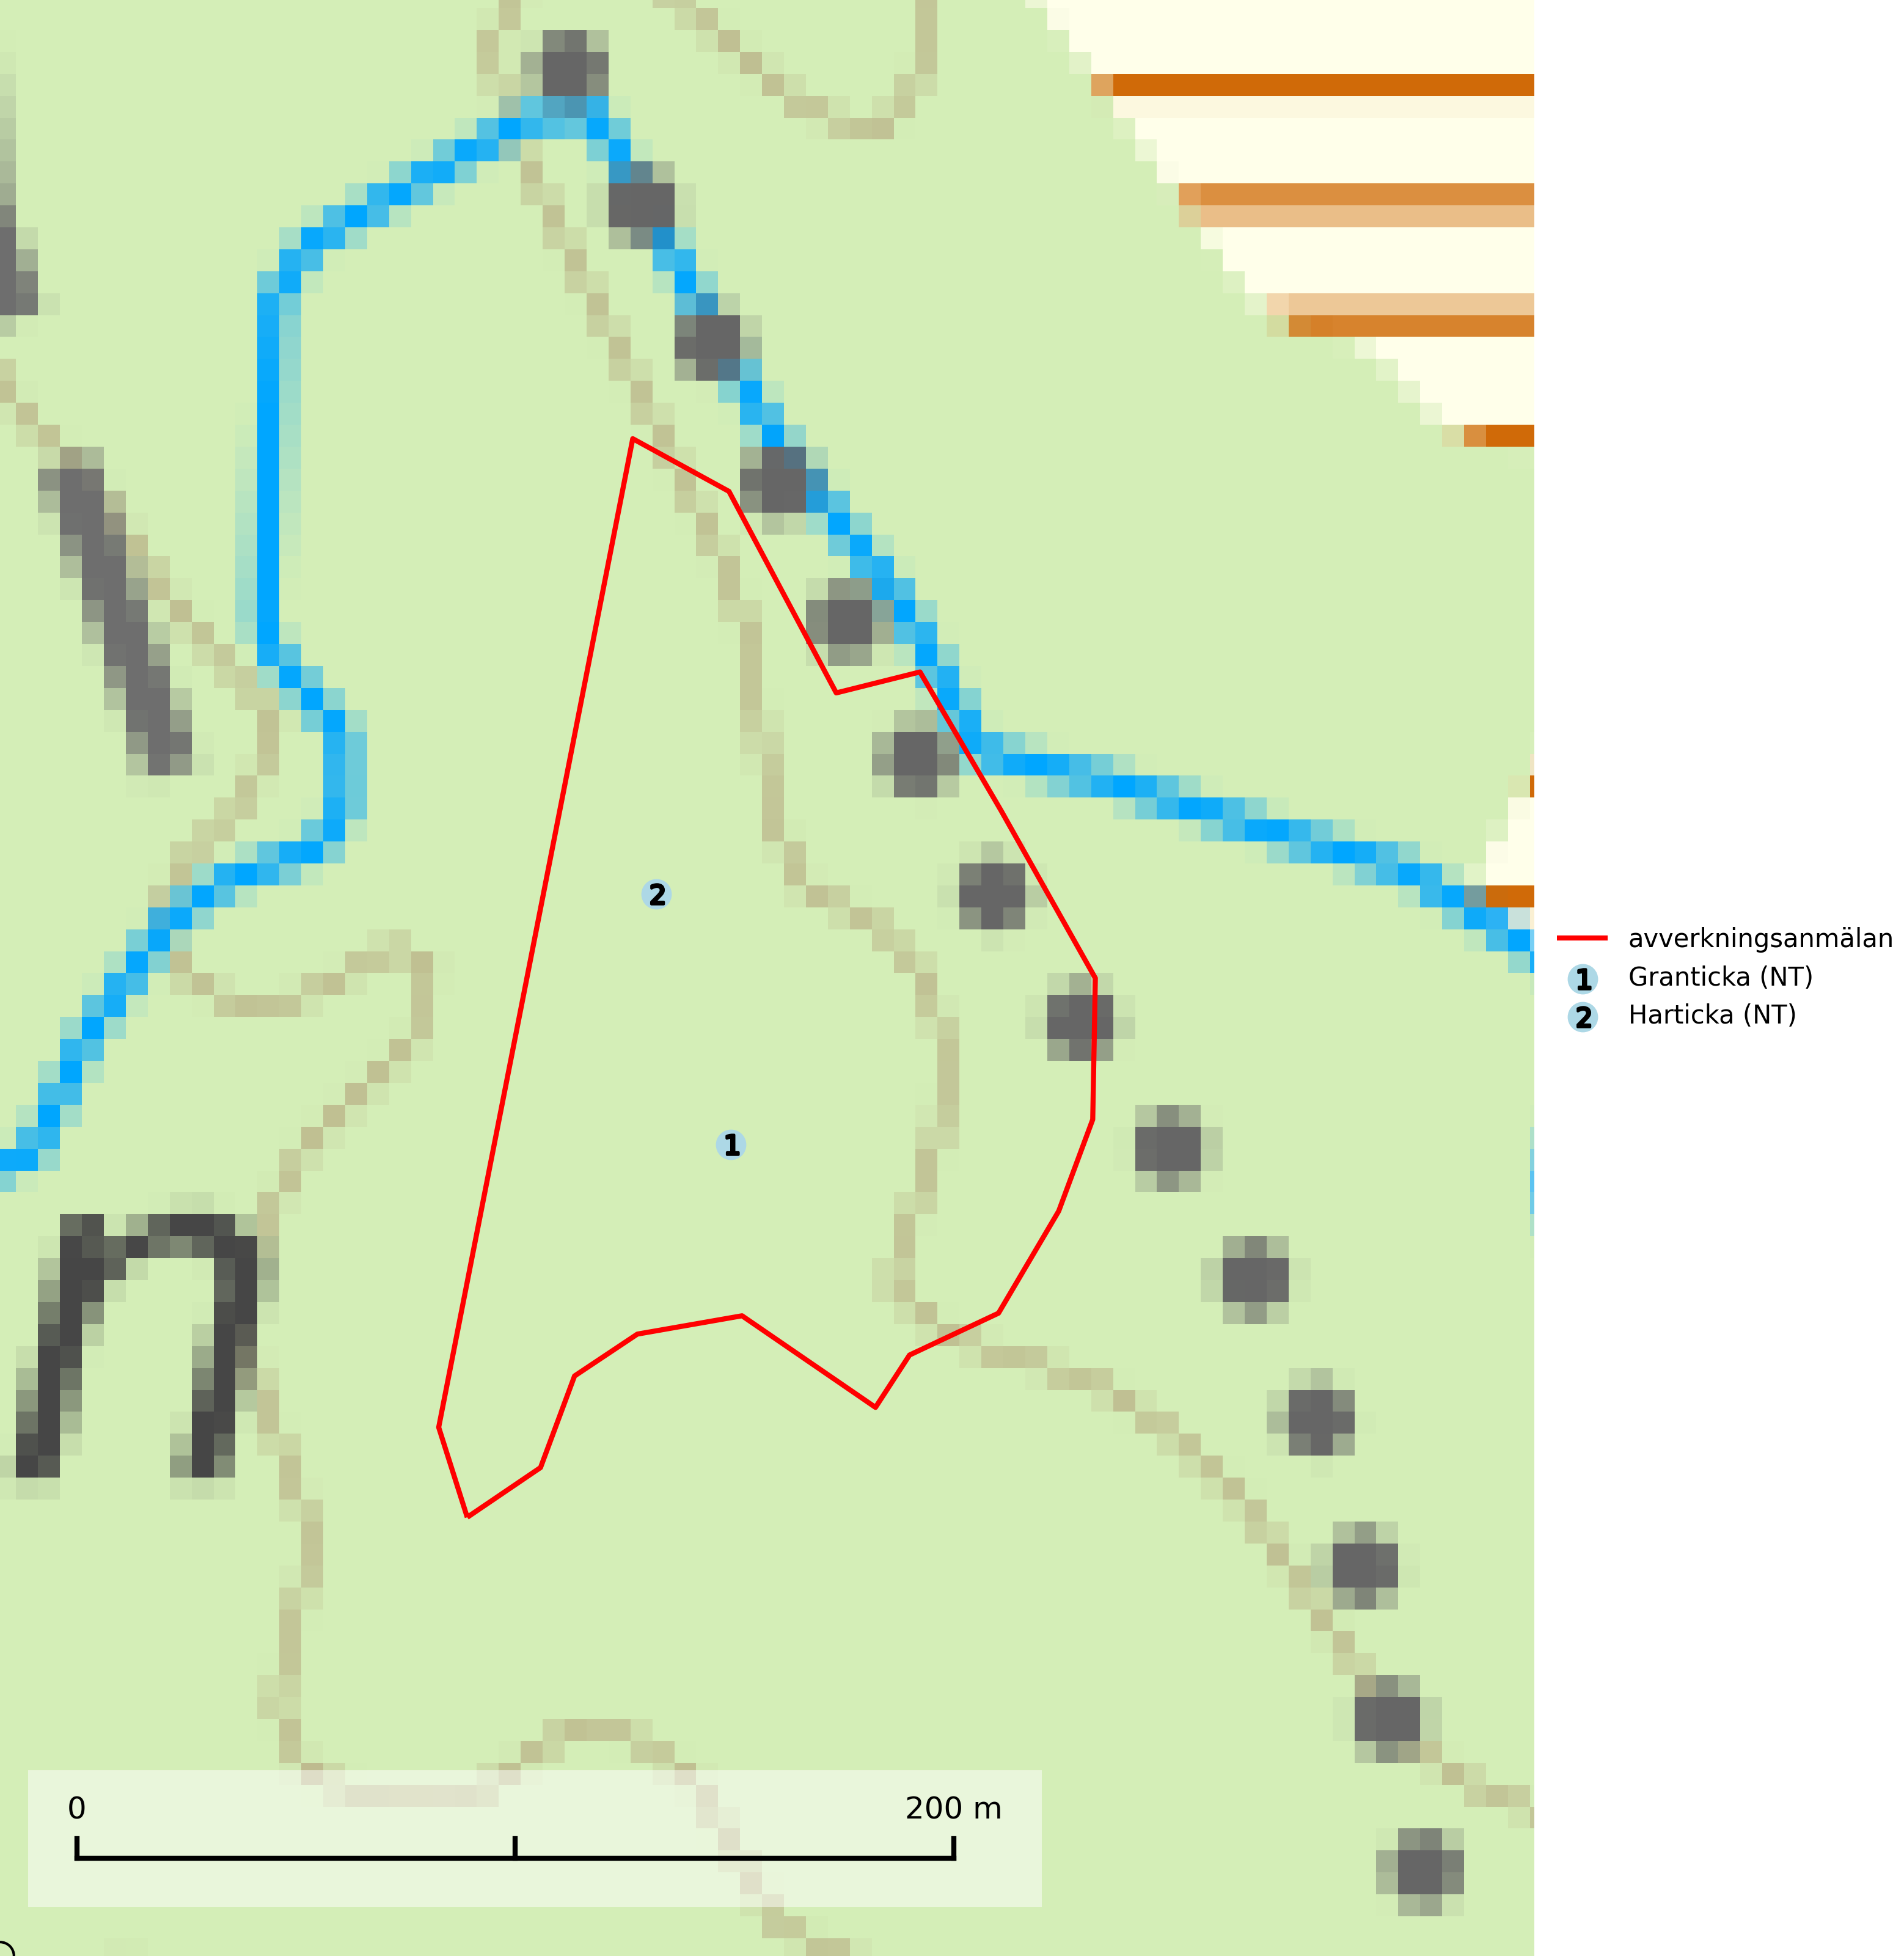 2
1
avverkningsanmälan
1 Granticka (NT)
2 Harticka (NT)
0 200 m